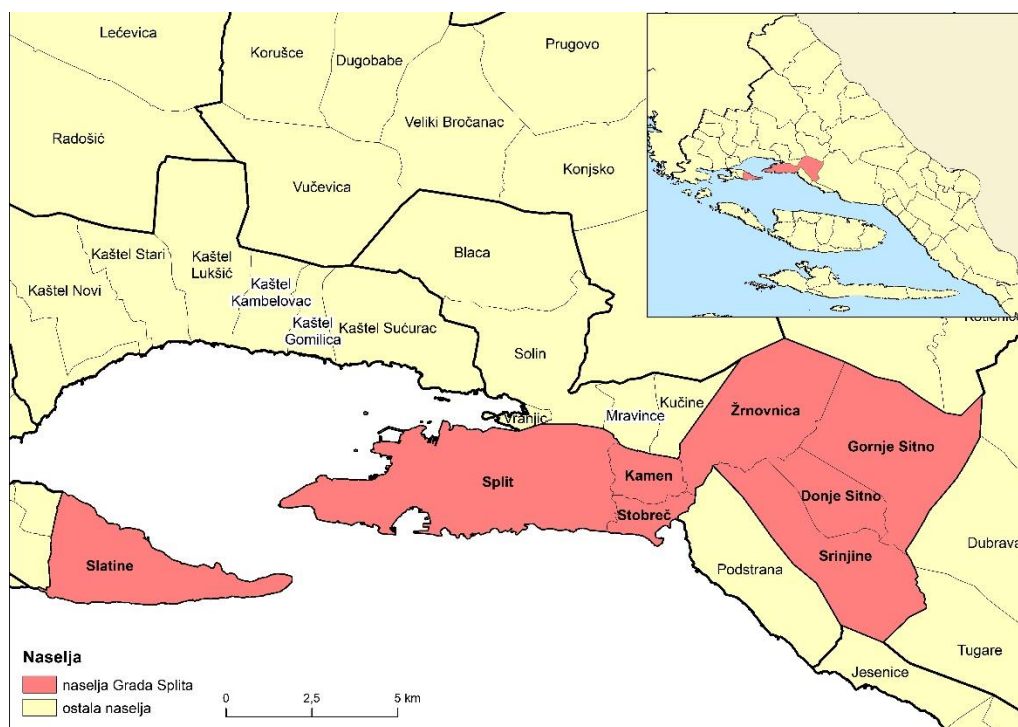 Lećevica
Korušce
Dugobabe
Prugovo
Radošić
Veliki Bročanac
Vučevica
Konjsko
Kaštel Stari
Kaštel
Lukšić
Blaca
Kaštel Novi
Kaštel
Kambelovac
Kaštel
Gomilica
Kaštel Sućurac
Solin
Vranjic
Mravince
Kučine
Žrnovnica
Gornje Sitno
Split
Kamen
Donje Sitno
Stobreč
Dubrava
Slatine
Podstrana
Srinjine
Tugare
Jesenice
Naselja
naselja Grada Splita
ostala naselja
0 2,5 5 km